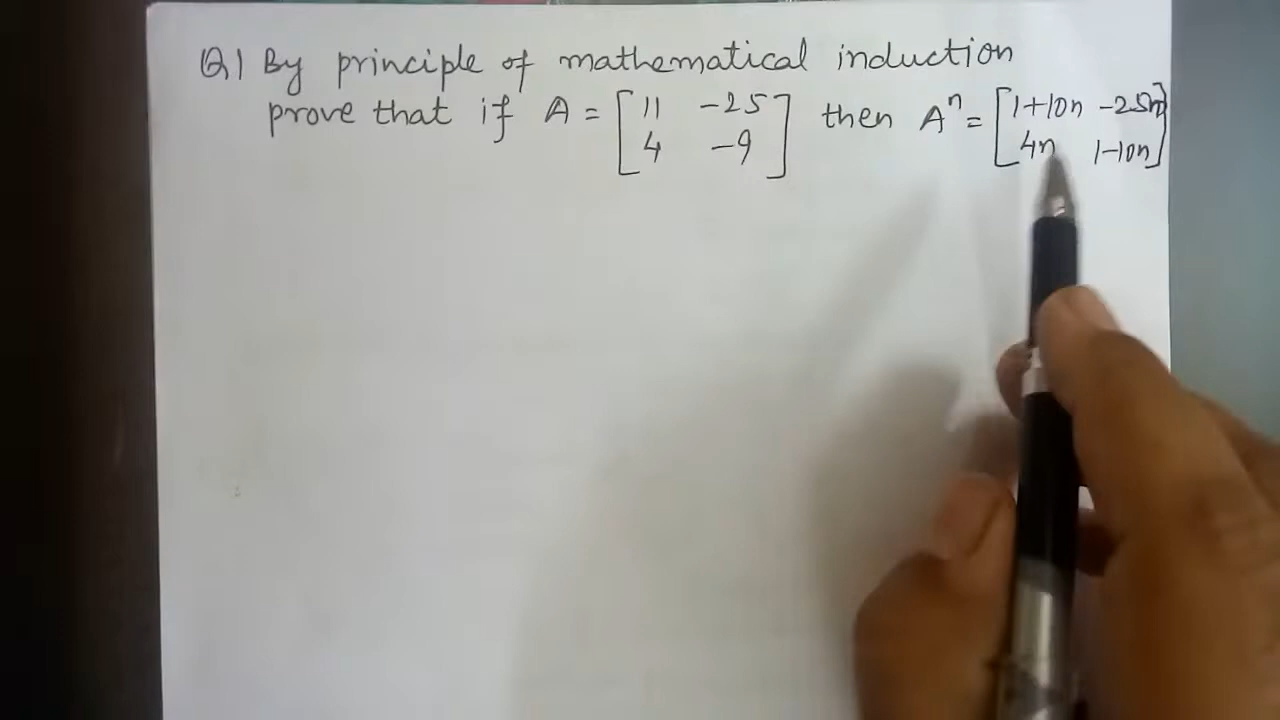 Q1 By principle of mathematical induction
prove that if A = [11 -25 then Aⁿ = [1+10n -25n]
4 -9] 4n 1-10n]